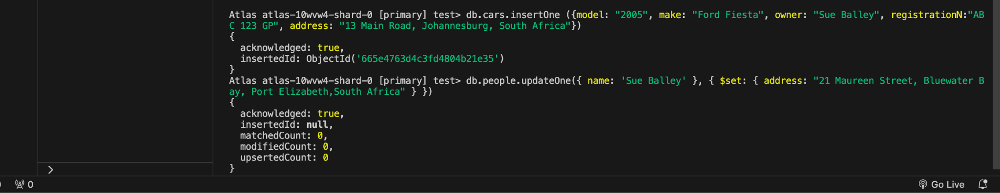 Atlas atlas-10wvw4-shard-0 [primary] test> db.cars.insertOne ({model: "2005", make: "Ford Fiesta", owner: "Sue Balley", registrationN:"AB
C 123 GP", address: "13 Main Road, Johannesburg, South Africa"})
{
  acknowledged: true,
  insertedId: ObjectId('665e4763d4c3fd4804b21e35')
}
Atlas atlas-10wvw4-shard-0 [primary] test> db.people.updateOne({ name: 'Sue Balley' }, { $set: { address: "21 Maureen Street, Bluewater B
ay, Port Elizabeth,South Africa" } })
{
  acknowledged: true,
  insertedId: null,
  matchedCount: 0,
  modifiedCount: 0,
  upsertedCount: 0
}
0 Go Live